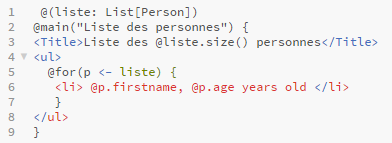 1 @(liste: List[Person])
2 @main("Liste des personnes") {
3 <Title>Liste des @liste.size() personnes</Title>
4 <ul>
5 @for(p <- liste) {
6 <li> @p.firstname, @p.age years old </li>
7 }
8 </ul>
9 }